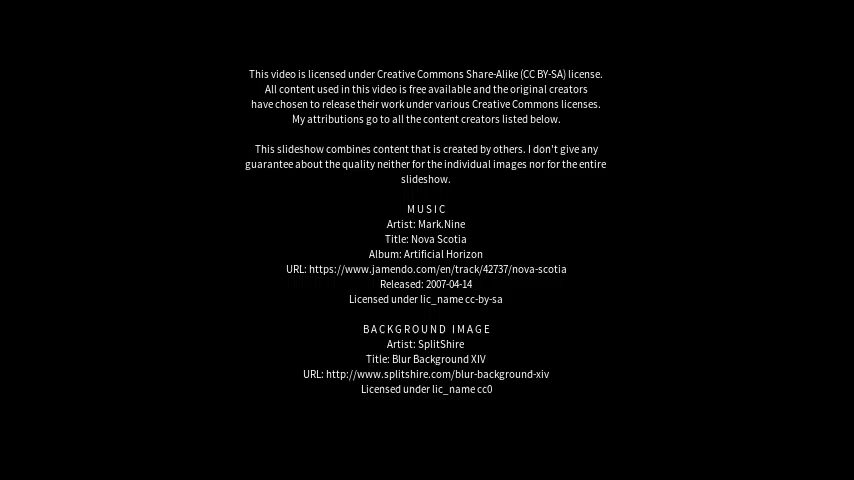 This video is licensed under Creative Commons Share-Alike (CC BY-SA) license.
All content used in this video is free available and the original creators
have chosen to release their work under various Creative Commons licenses.
My attributions go to all the content creators listed below.
This slideshow combines content that is created by others. I don't give any
guarantee about the quality neither for the individual images nor for the entire
slideshow.
MUSIC
Artist: Mark.Nine
Title: Nova Scotia
Album: Artificial Horizon
URL: https://www.jamendo.com/en/track/42737/nova-scotia
Released: 2007-04-14
Licensed under lic_name cc-by-sa
BACKGROUND IMAGE
Artist: SplitShire
Title: Blur Background XIV
URL: http://www.splitshire.com/blur-background-xiv
Licensed under lic_name cc0